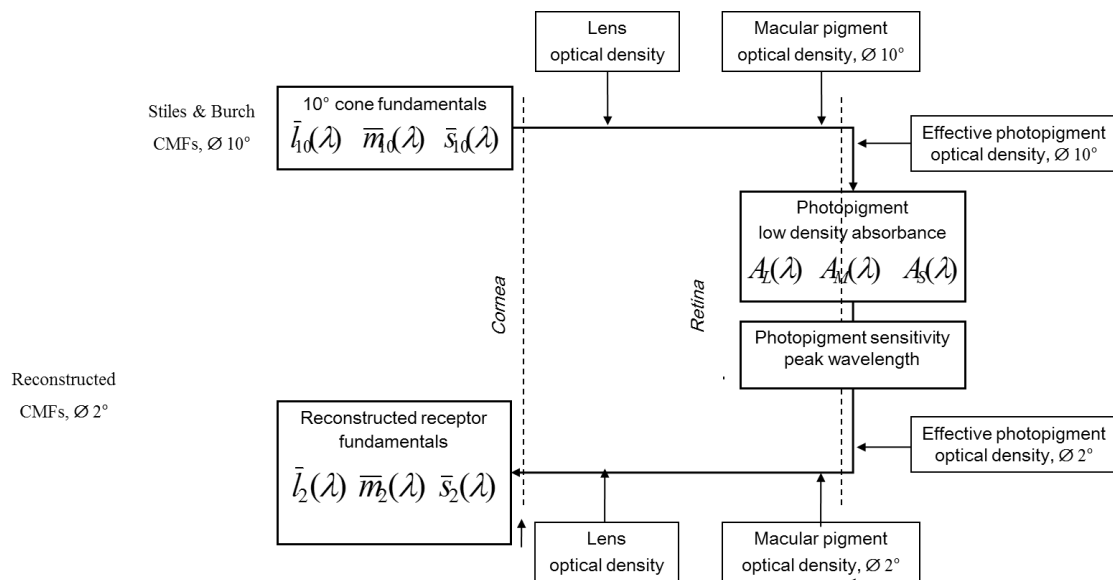 Lens
optical density
Macular pigment
optical density, Ø 10°
Stiles & Burch
CMFs, Ø 10°
10° cone fundamentals
l̅10(λ) m̅10(λ) s̅10(λ)
Effective photopigment
optical density, Ø 10°
Photopigment
low density absorbance
AL(λ) AM(λ) AS(λ)
Cornea
Retina
Photopigment sensitivity
peak wavelength
Reconstructed
CMFs, Ø 2°
Reconstructed receptor
fundamentals
l̅2(λ) m̅2(λ) s̅2(λ)
Effective photopigment
optical density, Ø 2°
Lens
optical density
Macular pigment
optical density, Ø 2°